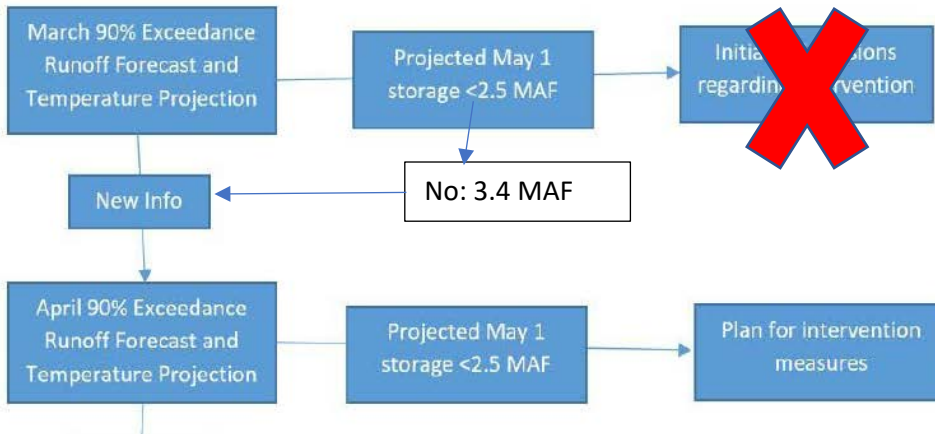 March 90% Exceedance
Runoff Forecast and
Temperature Projection
Projected May 1
storage <2.5 MAF
regarding
New Info
No: 3.4 MAF
April 90% Exceedance
Runoff Forecast and
Temperature Projection
Projected May 1
storage <2.5 MAF
Plan for intervention
measures